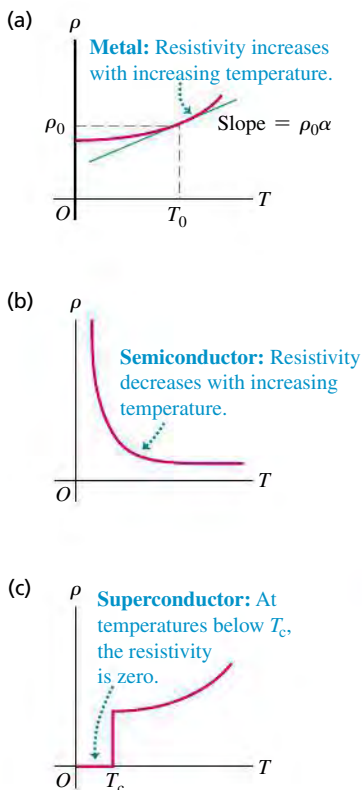 (a)
ρ
Metal: Resistivity increases
with increasing temperature.
ρ0
Slope = ρ0α
O
T0
T
(b)
ρ
Semiconductor: Resistivity
decreases with increasing
temperature.
O
T
(c)
ρ
Superconductor: At
temperatures below Tc,
the resistivity
is zero.
O
Tc
T